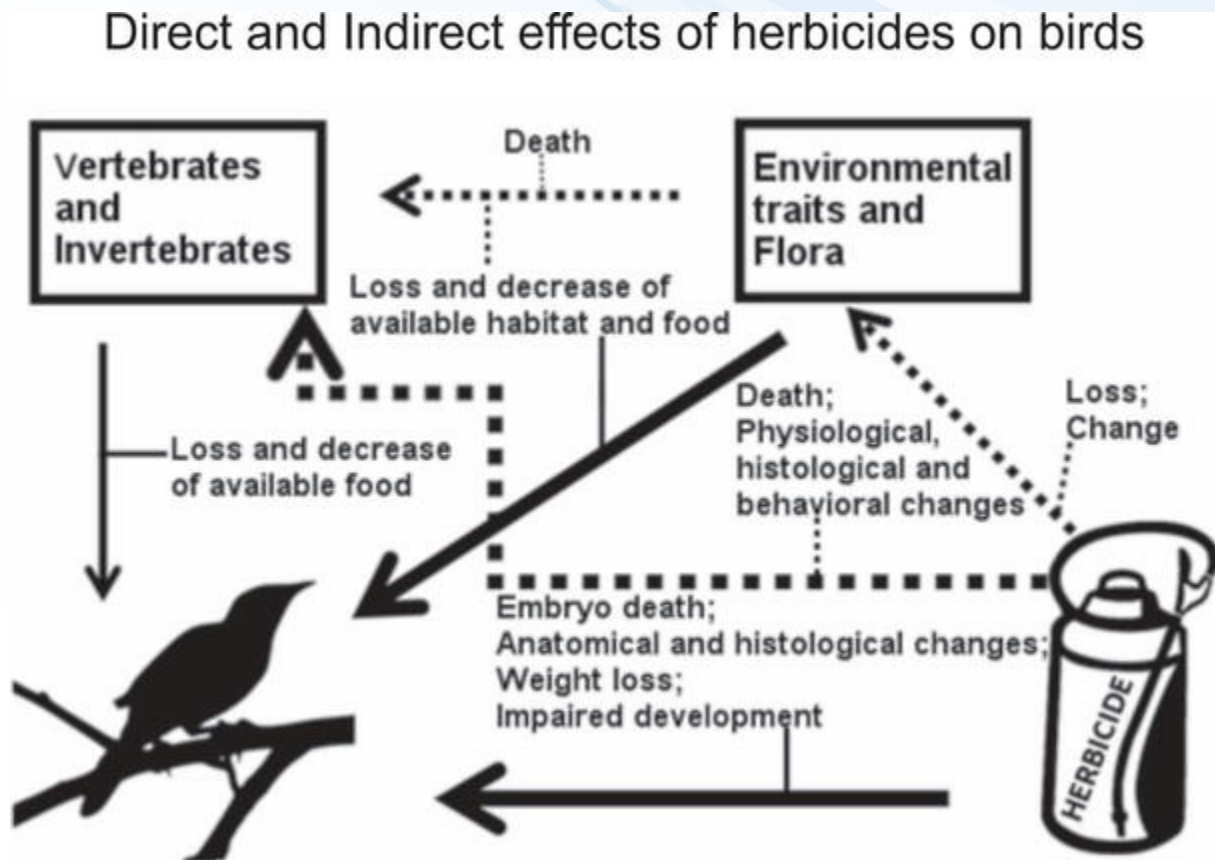 Direct and Indirect effects of herbicides on birds
Vertebrates
and
Invertebrates
Death
Environmental
traits and
Flora
Loss and decrease of
available habitat and food
Death;
Physiological,
histological and
behavioral changes
Loss;
Change
Loss and decrease
of available food
Embryo death;
Anatomical and histological changes;
Weight loss;
Impaired development
HERBICIDE